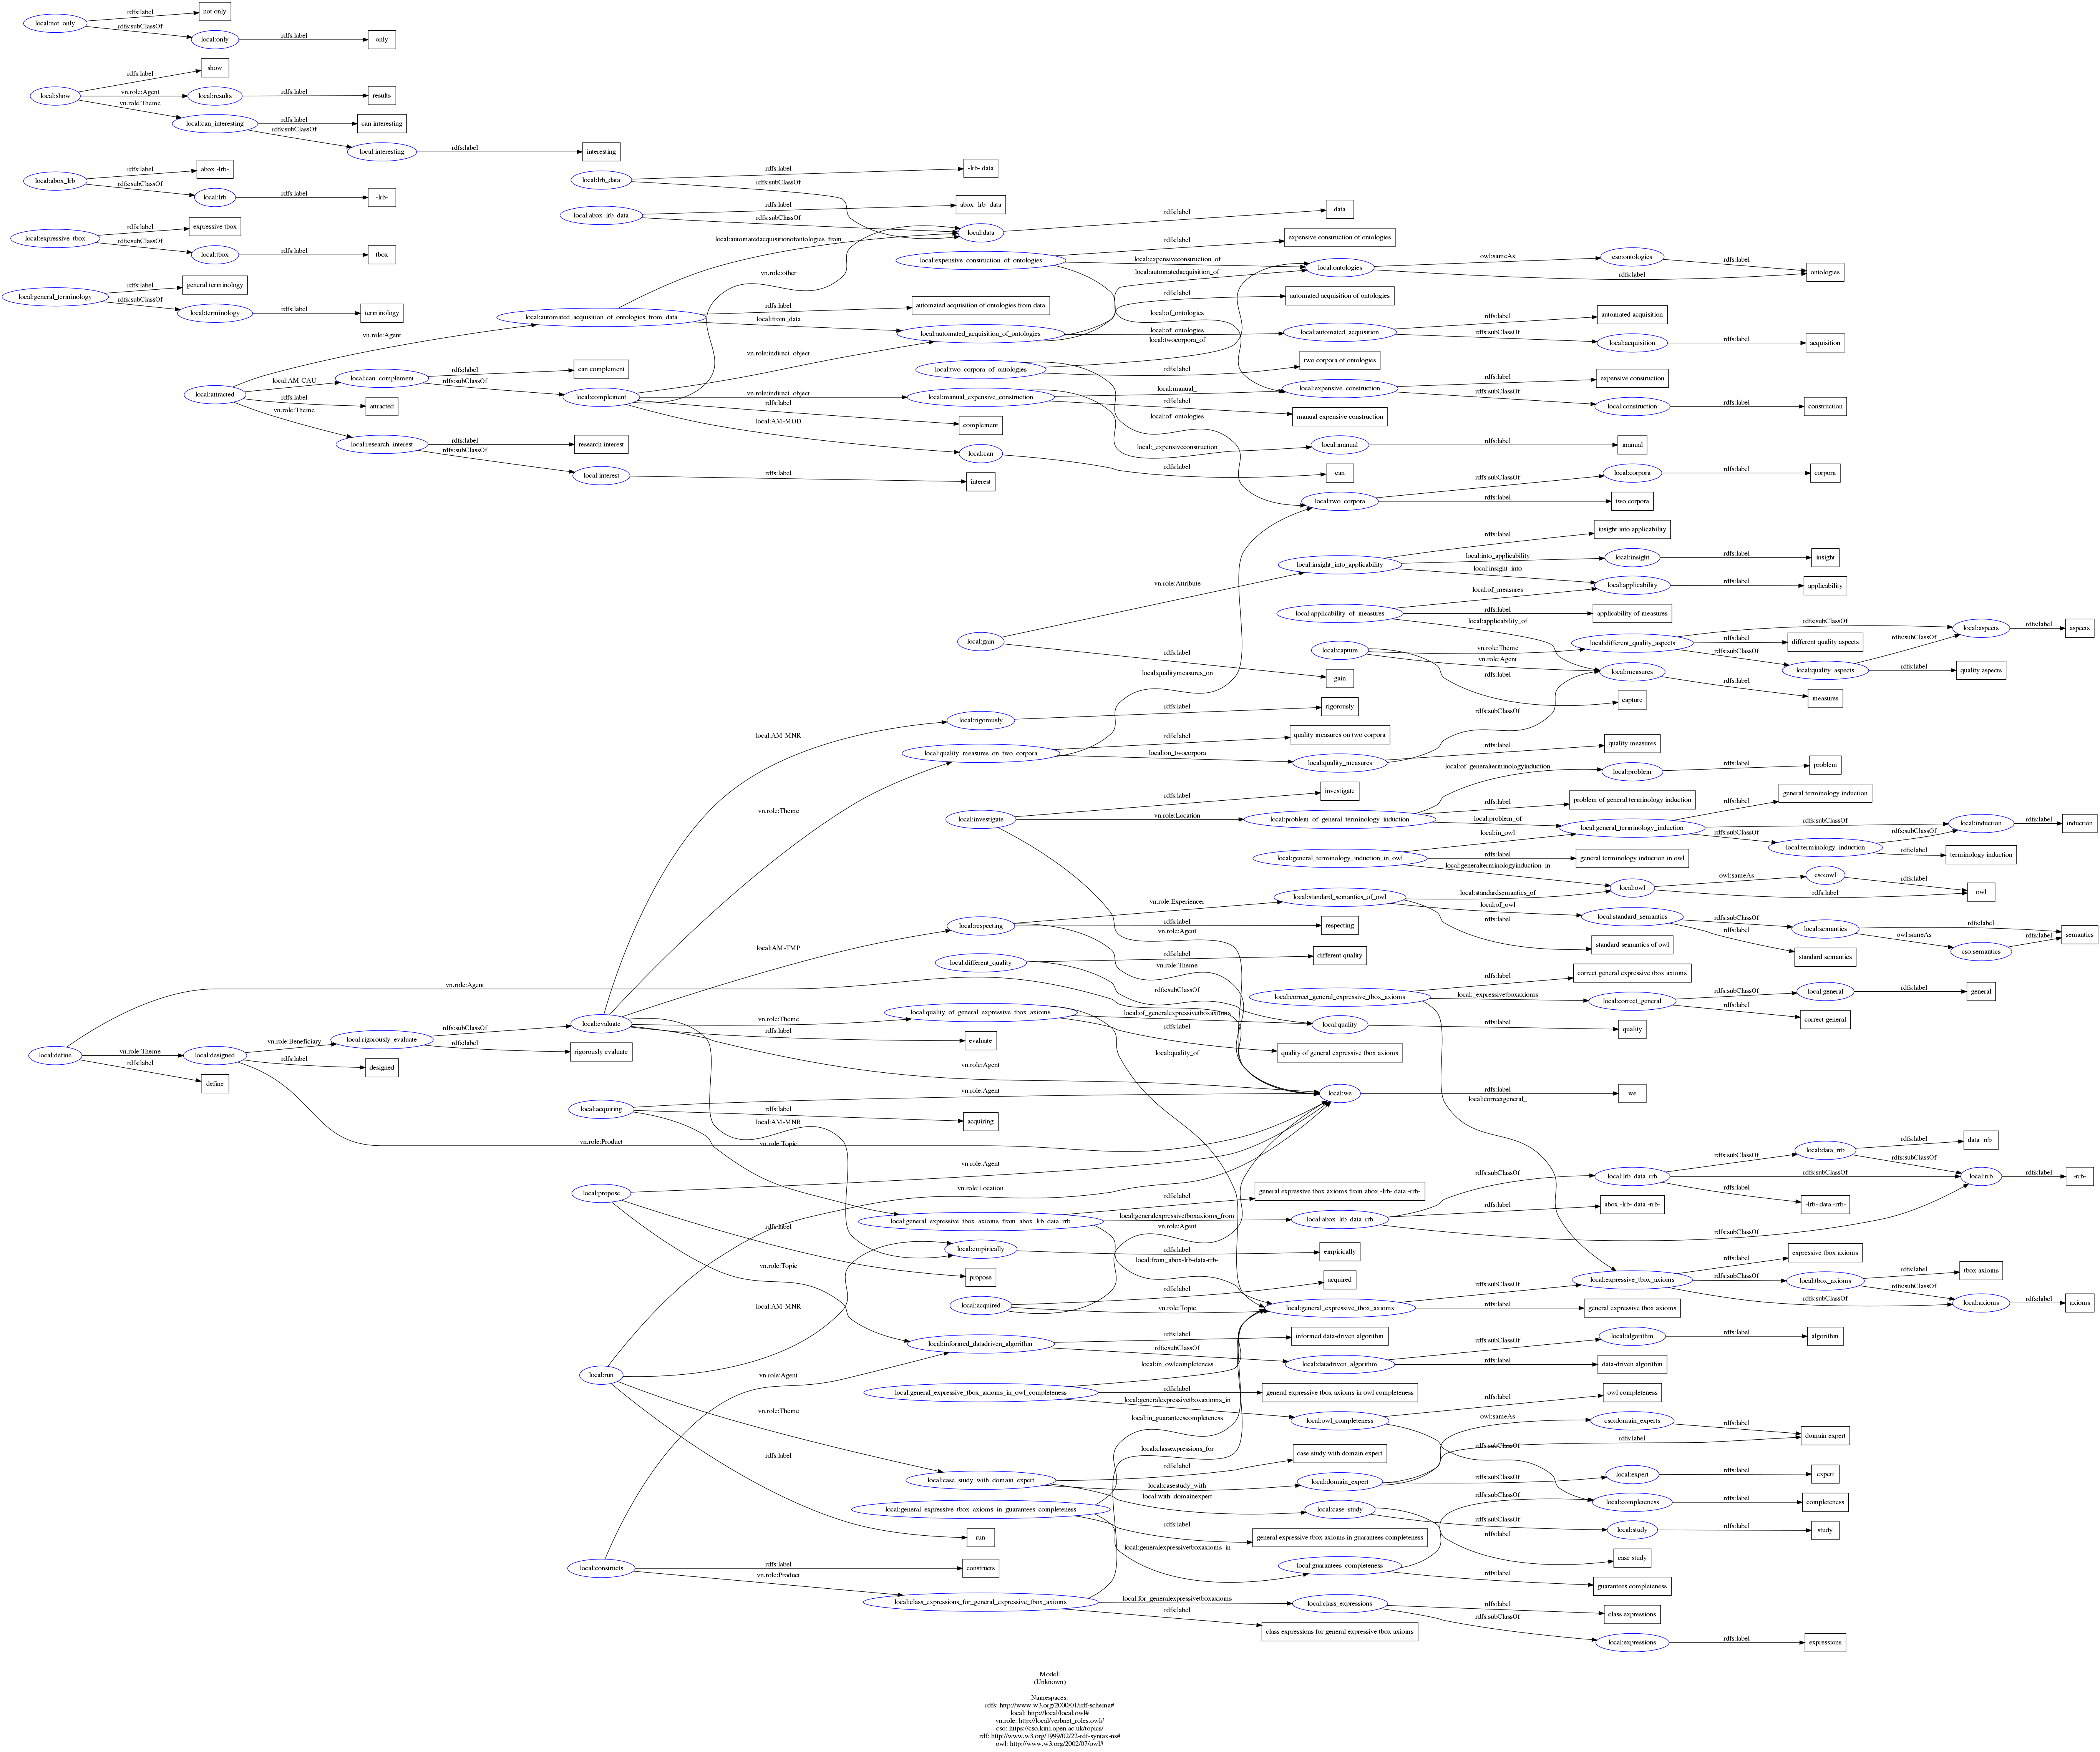 local:not_only
rdfs:label
not only
rdfs:subClassOf
local:only
rdfs:label
only
local:show
rdfs:label
show
vn.role:Agent
local:results
rdfs:label
results
vn.role:Theme
local:can_interesting
rdfs:label
can interesting
rdfs:subClassOf
local:interesting
rdfs:label
interesting
local:abox_lrb
rdfs:label
abox -lrb-
rdfs:subClassOf
local:lrb
rdfs:label
-lrb-
local:expressive_tbox
rdfs:label
expressive tbox
rdfs:subClassOf
local:tbox
rdfs:label
tbox
local:general_terminology
rdfs:label
general terminology
rdfs:subClassOf
local:terminology
rdfs:label
terminology
local:lrb_data
rdfs:label
-lrb- data
rdfs:subClassOf
local:abox_lrb_data
rdfs:label
abox -lrb- data
rdfs:subClassOf
local:data
rdfs:label
data
local:automatedacquisitionofontologies_from
vn.role:other
local:expensive_construction_of_ontologies
rdfs:label
expensive construction of ontologies
local:expensiveconstruction_of
local:ontologies
owl:sameAs
cso:ontologies
rdfs:label
rdfs:label
ontologies
local:automatedacquisition_of
local:automated_acquisition_of_ontologies_from_data
rdfs:label
automated acquisition of ontologies from data
local:from_data
local:automated_acquisition_of_ontologies
rdfs:label
automated acquisition of ontologies
local:of_ontologies
local:of_ontologies
local:twocorpora_of
local:automated_acquisition
rdfs:label
automated acquisition
rdfs:subClassOf
local:acquisition
rdfs:label
acquisition
vn.role:Agent
local:attracted
local:AM-CAU
local:can_complement
rdfs:label
can complement
rdfs:subClassOf
rdfs:label
attracted
vn.role:Theme
local:research_interest
rdfs:label
research interest
rdfs:subClassOf
local:interest
rdfs:label
interest
local:complement
vn.role:indirect_object
vn.role:indirect_object
rdfs:label
complement
local:AM-MOD
local:can
rdfs:label
can
local:two_corpora_of_ontologies
rdfs:label
two corpora of ontologies
local:of_ontologies
local:manual_expensive_construction
local:manual_
rdfs:label
manual expensive construction
local:_expensiveconstruction
local:expensive_construction
rdfs:label
expensive construction
rdfs:subClassOf
local:construction
rdfs:label
construction
local:manual
rdfs:label
manual
local:two_corpora
rdfs:subClassOf
local:corpora
rdfs:label
corpora
rdfs:label
two corpora
local:gain
vn.role:Attribute
rdfs:label
gain
local:insight_into_applicability
rdfs:label
insight into applicability
local:into_applicability
local:insight
rdfs:label
insight
local:insight_into
local:applicability
rdfs:label
applicability
local:applicability_of_measures
local:of_measures
rdfs:label
applicability of measures
local:applicability_of
local:capture
vn.role:Theme
vn.role:Agent
rdfs:label
capture
local:different_quality_aspects
rdfs:subClassOf
local:aspects
rdfs:label
aspects
rdfs:label
different quality aspects
rdfs:subClassOf
local:quality_aspects
rdfs:subClassOf
rdfs:label
quality aspects
local:measures
rdfs:label
measures
local:qualitymeasures_on
local:AM-MNR
local:rigorously
rdfs:label
rigorously
local:quality_measures_on_two_corpora
rdfs:label
quality measures on two corpora
local:on_twocorpora
local:quality_measures
rdfs:subClassOf
rdfs:label
quality measures
vn.role:Theme
local:investigate
rdfs:label
investigate
vn.role:Location
vn.role:Agent
local:problem_of_general_terminology_induction
local:of_generalterminologyinduction
local:problem
rdfs:label
problem
rdfs:label
problem of general terminology induction
local:problem_of
local:general_terminology_induction
rdfs:label
general terminology induction
rdfs:subClassOf
local:induction
rdfs:label
induction
rdfs:subClassOf
local:terminology_induction
rdfs:subClassOf
rdfs:label
terminology induction
local:general_terminology_induction_in_owl
local:in_owl
rdfs:label
general terminology induction in owl
local:generalterminologyinduction_in
local:owl
owl:sameAs
cso:owl
rdfs:label
rdfs:label
owl
local:respecting
vn.role:Experiencer
rdfs:label
respecting
vn.role:Theme
local:standard_semantics_of_owl
local:standardsemantics_of
local:of_owl
rdfs:label
standard semantics of owl
local:standard_semantics
rdfs:subClassOf
local:semantics
rdfs:label
semantics
owl:sameAs
cso:semantics
rdfs:label
rdfs:label
standard semantics
local:AM-TMP
local:different_quality
rdfs:label
different quality
rdfs:subClassOf
local:correct_general_expressive_tbox_axioms
rdfs:label
correct general expressive tbox axioms
local:_expressivetboxaxioms
local:correct_general
rdfs:subClassOf
local:general
rdfs:label
general
rdfs:label
correct general
vn.role:Agent
local:define
vn.role:Theme
rdfs:label
define
local:designed
vn.role:Beneficiary
rdfs:label
designed
vn.role:Product
local:rigorously_evaluate
rdfs:subClassOf
rdfs:label
rigorously evaluate
local:evaluate
vn.role:Theme
rdfs:label
evaluate
vn.role:Agent
local:AM-MNR
local:quality_of_general_expressive_tbox_axioms
local:of_generalexpressivetboxaxioms
rdfs:label
quality of general expressive tbox axioms
local:quality_of
local:quality
rdfs:label
quality
local:we
rdfs:label
we
local:correctgeneral_
local:acquiring
vn.role:Agent
rdfs:label
acquiring
vn.role:Topic
local:propose
vn.role:Agent
rdfs:label
propose
vn.role:Topic
vn.role:Location
local:general_expressive_tbox_axioms_from_abox_lrb_data_rrb
rdfs:label
general expressive tbox axioms from abox -lrb- data -rrb-
local:generalexpressivetboxaxioms_from
vn.role:Agent
local:from_abox-lrb-data-rrb-
local:abox_lrb_data_rrb
rdfs:subClassOf
rdfs:label
abox -lrb- data -rrb-
rdfs:subClassOf
local:lrb_data_rrb
rdfs:subClassOf
local:data_rrb
rdfs:label
data -rrb-
rdfs:subClassOf
rdfs:subClassOf
local:rrb
rdfs:label
-rrb-
rdfs:label
-lrb- data -rrb-
local:empirically
rdfs:label
empirically
local:acquired
rdfs:label
acquired
vn.role:Topic
local:general_expressive_tbox_axioms
rdfs:subClassOf
rdfs:label
general expressive tbox axioms
local:expressive_tbox_axioms
rdfs:label
expressive tbox axioms
rdfs:subClassOf
local:tbox_axioms
rdfs:label
tbox axioms
rdfs:subClassOf
rdfs:subClassOf
local:axioms
rdfs:label
axioms
local:AM-MNR
local:informed_datadriven_algorithm
rdfs:label
informed data-driven algorithm
rdfs:subClassOf
local:datadriven_algorithm
rdfs:subClassOf
local:algorithm
rdfs:label
algorithm
rdfs:label
data-driven algorithm
local:run
vn.role:Agent
vn.role:Theme
rdfs:label
run
local:in_owlcompleteness
local:general_expressive_tbox_axioms_in_owl_completeness
rdfs:label
general expressive tbox axioms in owl completeness
local:generalexpressivetboxaxioms_in
local:owl_completeness
rdfs:label
owl completeness
rdfs:subClassOf
local:in_guaranteescompleteness
local:classexpressions_for
local:case_study_with_domain_expert
rdfs:label
case study with domain expert
local:casestudy_with
local:with_domainexpert
local:domain_expert
owl:sameAs
cso:domain_experts
rdfs:label
rdfs:label
domain expert
rdfs:subClassOf
local:expert
rdfs:label
expert
local:general_expressive_tbox_axioms_in_guarantees_completeness
rdfs:label
general expressive tbox axioms in guarantees completeness
local:generalexpressivetboxaxioms_in
local:case_study
rdfs:subClassOf
local:study
rdfs:label
study
rdfs:label
case study
rdfs:subClassOf
local:completeness
rdfs:label
completeness
local:guarantees_completeness
rdfs:label
guarantees completeness
local:constructs
rdfs:label
constructs
vn.role:Product
local:class_expressions_for_general_expressive_tbox_axioms
local:for_generalexpressivetboxaxioms
rdfs:label
class expressions for general expressive tbox axioms
local:class_expressions
rdfs:label
class expressions
rdfs:subClassOf
local:expressions
rdfs:label
expressions
Model:
(Unknown)
Namespaces:
rdfs: http://www.w3.org/2000/01/rdf-schema#
local: http://local/local.owl#
vn.role: http://local/verbnet_roles.owl#
cso: https://cso.kmi.open.ac.uk/topics/
rdf: http://www.w3.org/1999/02/22-rdf-syntax-ns#
owl: http://www.w3.org/2002/07/owl#